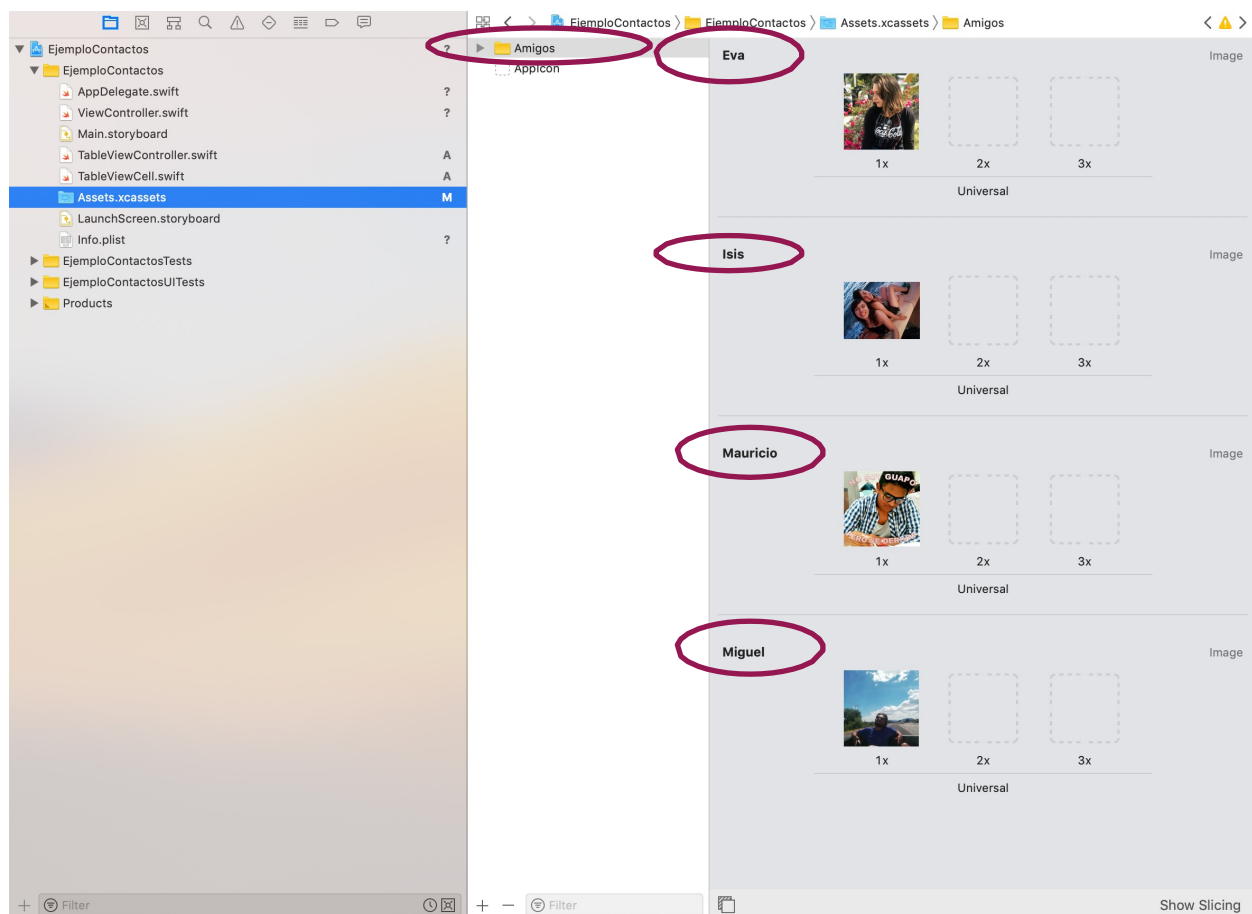 EjemploContactos 〉 EjemploContactos 〉 Assets.xcassets 〉 Amigos
EjemploContactos ?
EjemploContactos
AppDelegate.swift ?
ViewController.swift ?
Main.storyboard
TableViewController.swift A
TableViewCell.swift A
Assets.xcassets M
LaunchScreen.storyboard
Info.plist ?
EjemploContactosTests
EjemploContactosUITests
Products
Filter
Amigos
AppIcon
Filter
Eva Image
1x 2x 3x
Universal
Isis Image
1x 2x 3x
Universal
Mauricio Image
GUAPO
1x 2x 3x
Universal
Miguel Image
1x 2x 3x
Universal
Show Slicing